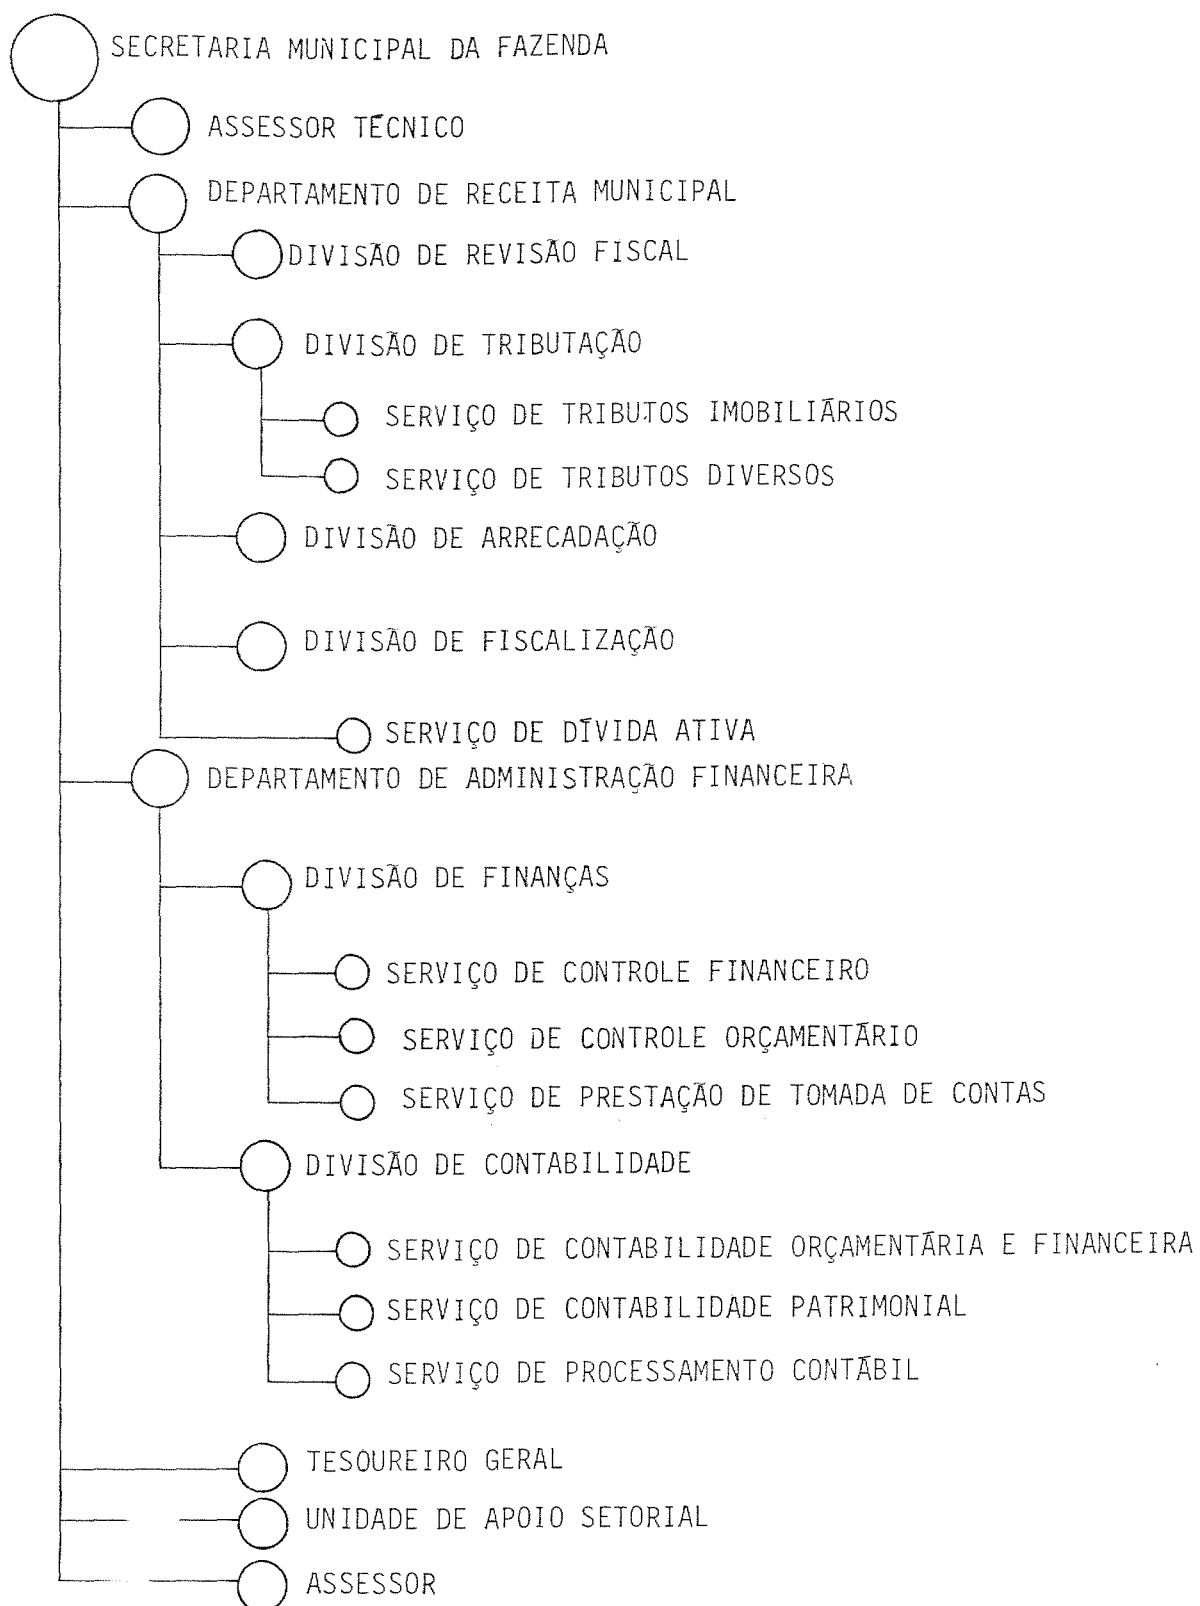 SECRETARIA MUNICIPAL DA FAZENDA
ASSESSOR TÉCNICO
DEPARTAMENTO DE RECEITA MUNICIPAL
DIVISÃO DE REVISÃO FISCAL
DIVISÃO DE TRIBUTAÇÃO
SERVIÇO DE TRIBUTOS IMOBILIÁRIOS
SERVIÇO DE TRIBUTOS DIVERSOS
DIVISÃO DE ARRECADAÇÃO
DIVISÃO DE FISCALIZAÇÃO
SERVIÇO DE DÍVIDA ATIVA
DEPARTAMENTO DE ADMINISTRAÇÃO FINANCEIRA
DIVISÃO DE FINANÇAS
SERVIÇO DE CONTROLE FINANCEIRO
SERVIÇO DE CONTROLE ORÇAMENTÁRIO
SERVIÇO DE PRESTAÇÃO DE TOMADA DE CONTAS
DIVISÃO DE CONTABILIDADE
SERVIÇO DE CONTABILIDADE ORÇAMENTÁRIA E FINANCEIRA
SERVIÇO DE CONTABILIDADE PATRIMONIAL
SERVIÇO DE PROCESSAMENTO CONTÁBIL
TESOUREIRO GERAL
UNIDADE DE APOIO SETORIAL
ASSESSOR